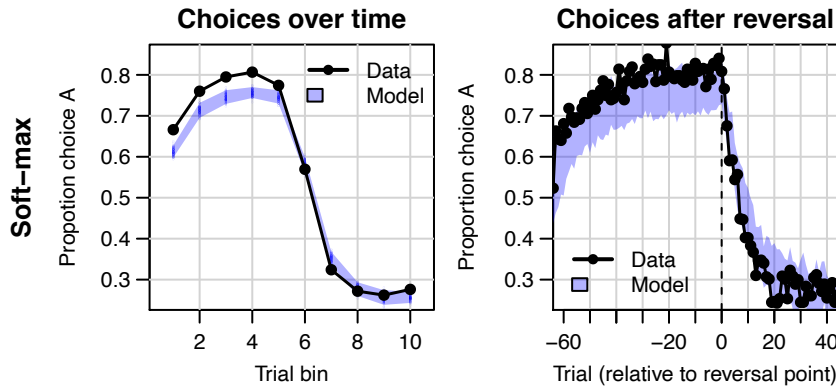 Choices over time
Choices after reversal
Soft−max
Propotion choice A
0.8
0.7
0.6
0.5
0.4
0.3
Data
Model
2
4
6
8
10
Trial bin
Proportion choice A
0.8
0.7
0.6
0.5
0.4
0.3
Data
Model
−60
−40
−20
0
20
40
Trial (relative to reversal point)